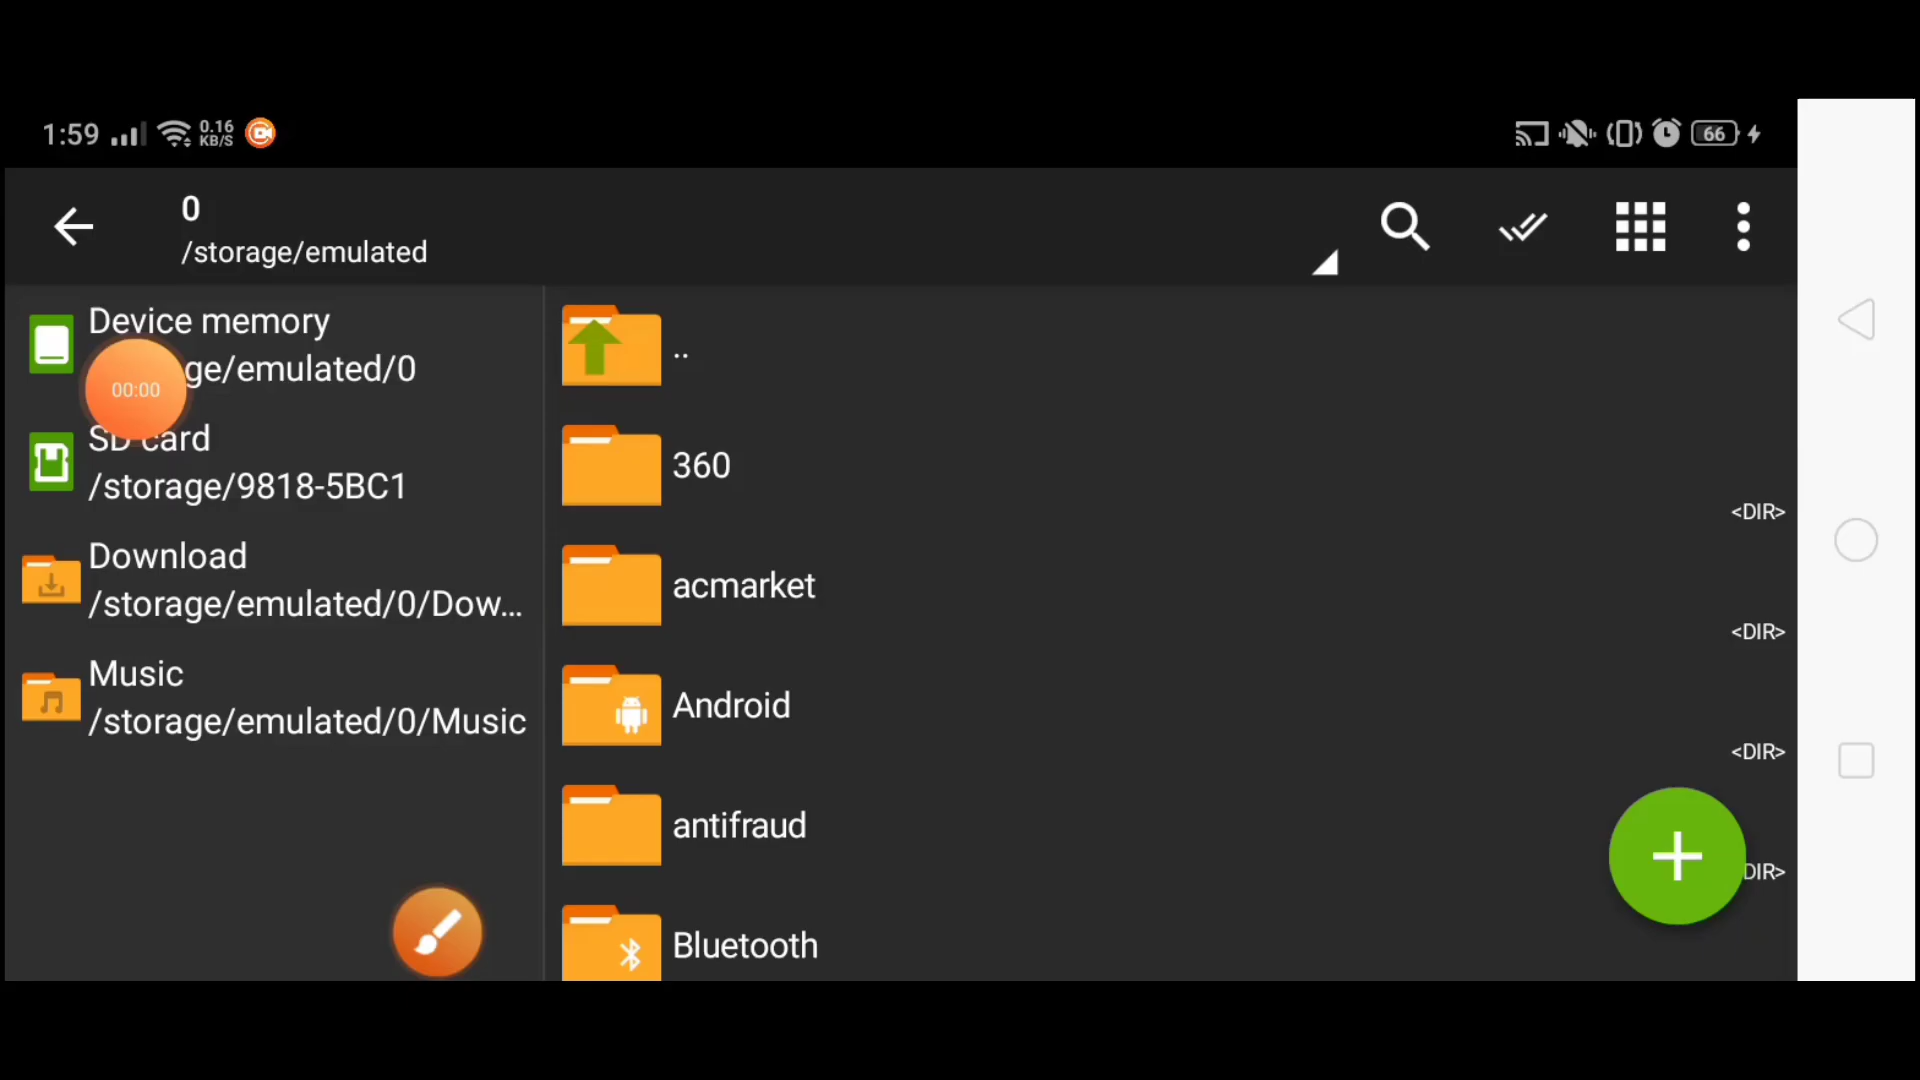 1:59
0.16
KB/S
66
0
/storage/emulated
Device memory
ge/emulated/0
00:00
SD card
/storage/9818-5BC1
Download
/storage/emulated/0/Dow...
Music
/storage/emulated/0/Music
..
360
<DIR>
acmarket
<DIR>
Android
<DIR>
antifraud
DIR>
Bluetooth